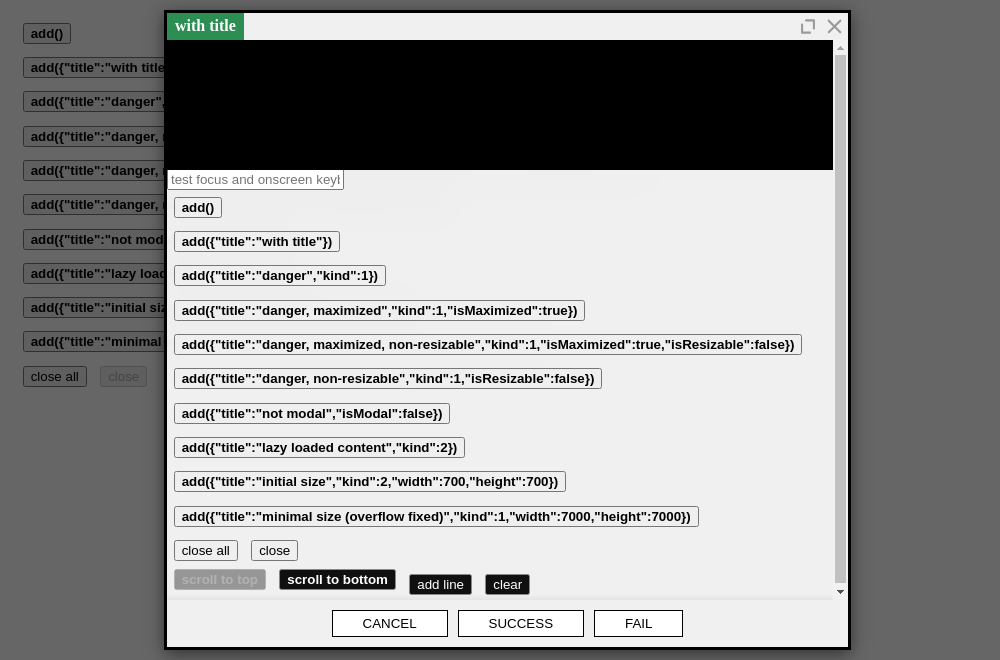 with title
add()
add({"title":"with title
add({"title":"danger",
add({"title":"danger,
add({"title":"danger,
add({"title":"danger,
add({"title":"not mod
add({"title":"lazy load
add({"title":"initial siz
add({"title":"minimal
close all close
test focus and onscreen keyb
add()
add({"title":"with title"})
add({"title":"danger","kind":1})
add({"title":"danger, maximized","kind":1,"isMaximized":true})
add({"title":"danger, maximized, non-resizable","kind":1,"isMaximized":true,"isResizable":false})
add({"title":"danger, non-resizable","kind":1,"isResizable":false})
add({"title":"not modal","isModal":false})
add({"title":"lazy loaded content","kind":2})
add({"title":"initial size","kind":2,"width":700,"height":700})
add({"title":"minimal size (overflow fixed)","kind":1,"width":7000,"height":7000})
close all close
scroll to top scroll to bottom add line clear
CANCEL SUCCESS FAIL